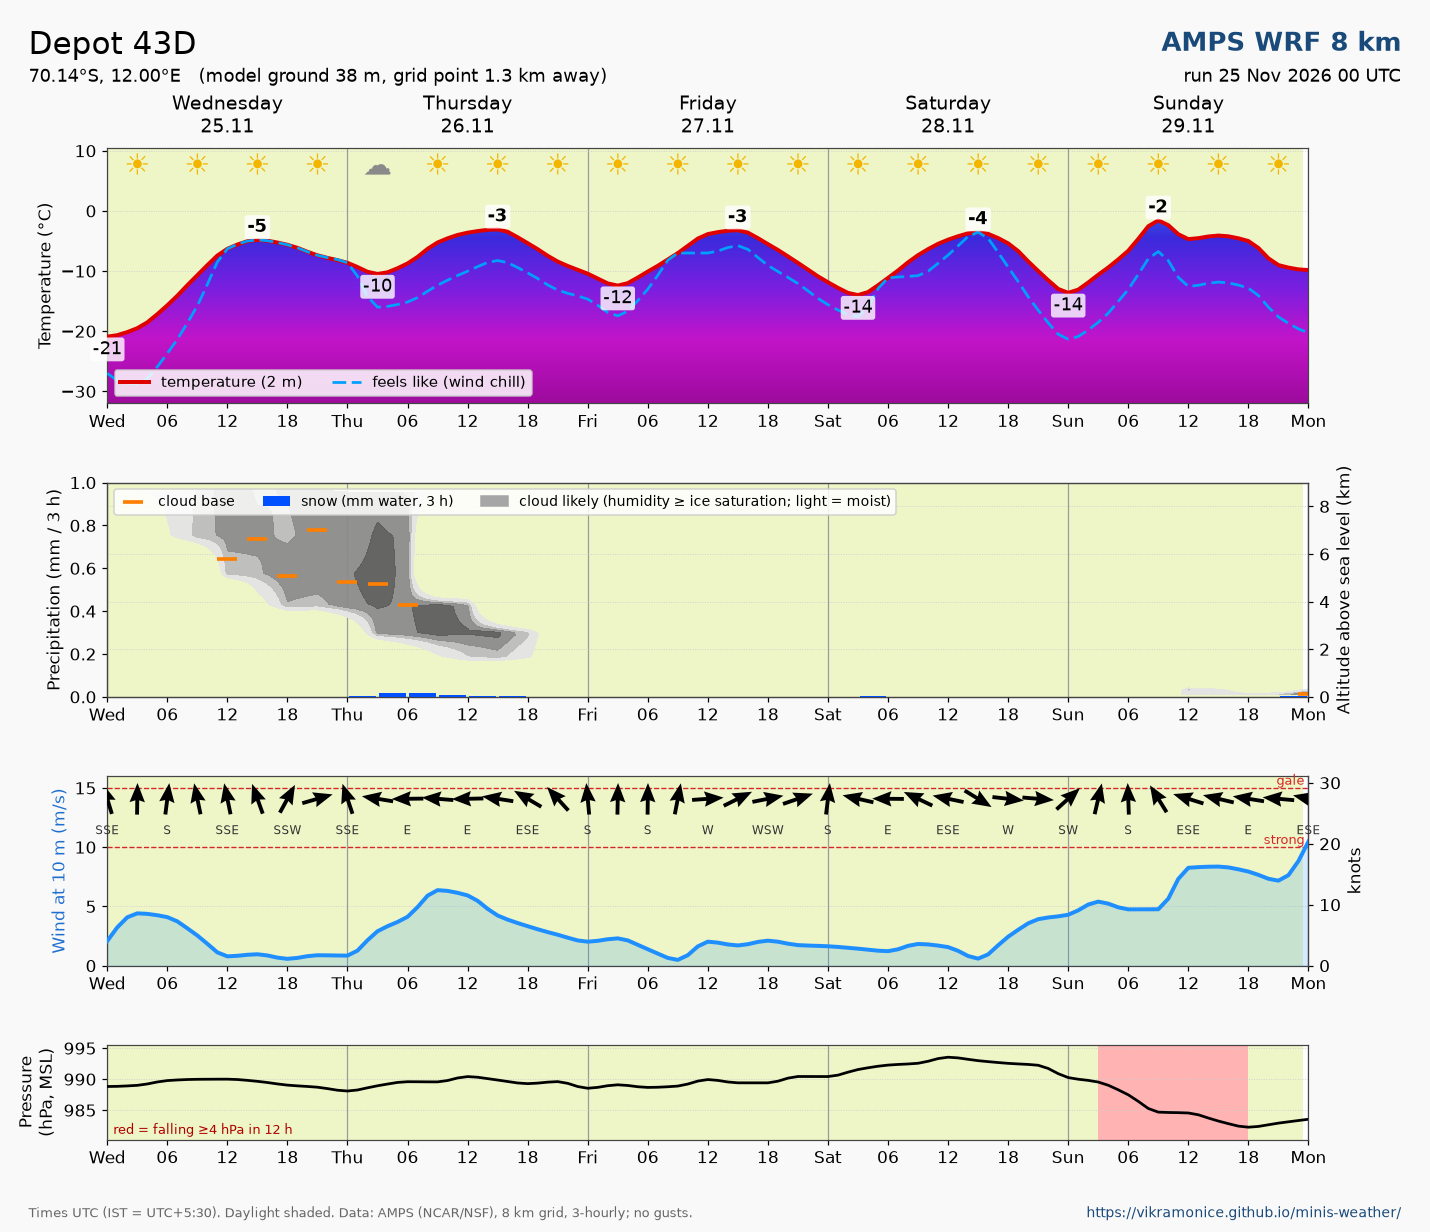 Depot 43D
AMPS WRF 8 km
70.14°S, 12.00°E (model ground 38 m, grid point 1.3 km away)
run 25 Nov 2026 00 UTC
Wednesday Thursday Friday Saturday Sunday
25.11 26.11 27.11 28.11 29.11
Temperature (°C)
10
0
−10
−20
−30
-21 -5 -10 -3 -12 -3 -14 -4 -14 -2
temperature (2 m) feels like (wind chill)
Wed 06 12 18 Thu 06 12 18 Fri 06 12 18 Sat 06 12 18 Sun 06 12 18 Mon
Precipitation (mm / 3 h)
1.0
0.8
0.6
0.4
0.2
0.0
cloud base snow (mm water, 3 h) cloud likely (humidity ≥ ice saturation; light = moist)
8
6
4
2
0
Altitude above sea level (km)
Wed 06 12 18 Thu 06 12 18 Fri 06 12 18 Sat 06 12 18 Sun 06 12 18 Mon
Wind at 10 m (m/s)
15
10
5
0
gale
strong
SSE S SSE SSW SSE E E ESE S S W WSW S E ESE W SW S ESE E ESE
30
20
10
0
knots
Wed 06 12 18 Thu 06 12 18 Fri 06 12 18 Sat 06 12 18 Sun 06 12 18 Mon
Pressure
(hPa, MSL)
995
990
985
red = falling ≥4 hPa in 12 h
Wed 06 12 18 Thu 06 12 18 Fri 06 12 18 Sat 06 12 18 Sun 06 12 18 Mon
Times UTC (IST = UTC+5:30). Daylight shaded. Data: AMPS (NCAR/NSF), 8 km grid, 3-hourly; no gusts.
https://vikramonice.github.io/minis-weather/